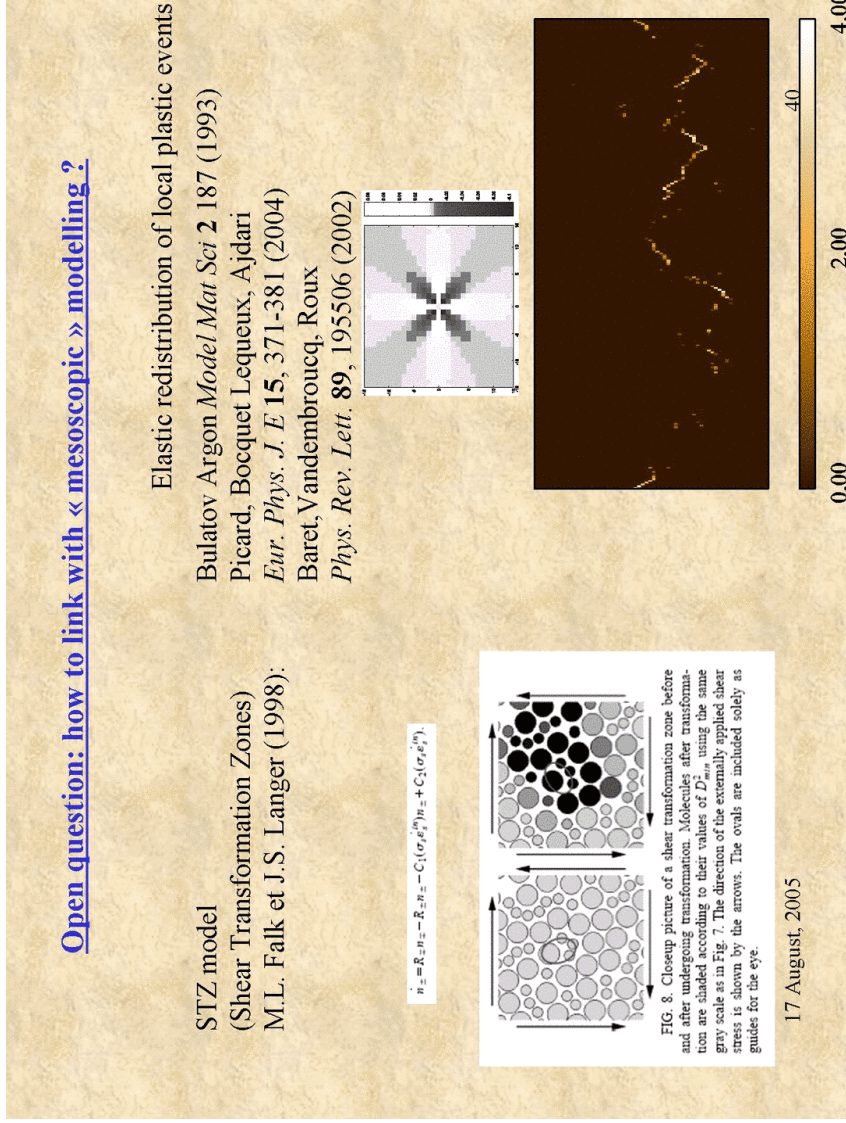 Open question: how to link with « mesoscopic » modelling ?
STZ model
(Shear Transformation Zones)
M.L. Falk et J.S. Langer (1998):
ṅ± = R∓n∓ − R±n± − C₁(σₛε̇ₛⁱⁿ)n± + C₂(σₛε̇ₛⁱⁿ).
FIG. 8. Closeup picture of a shear transformation zone before
and after undergoing transformation. Molecules after transforma-
tion are shaded according to their values of D²min using the same
gray scale as in Fig. 7. The direction of the externally applied shear
stress is shown by the arrows. The ovals are included solely as
guides for the eye.
Elastic redistribution of local plastic events
Bulatov Argon Model Mat Sci 2 187 (1993)
Picard, Bocquet Lequeux, Ajdari
Eur. Phys. J. E 15, 371-381 (2004)
Baret,Vandembroucq, Roux
Phys. Rev. Lett. 89, 195506 (2002)
0.00 2.00 4.00
17 August, 2005
40